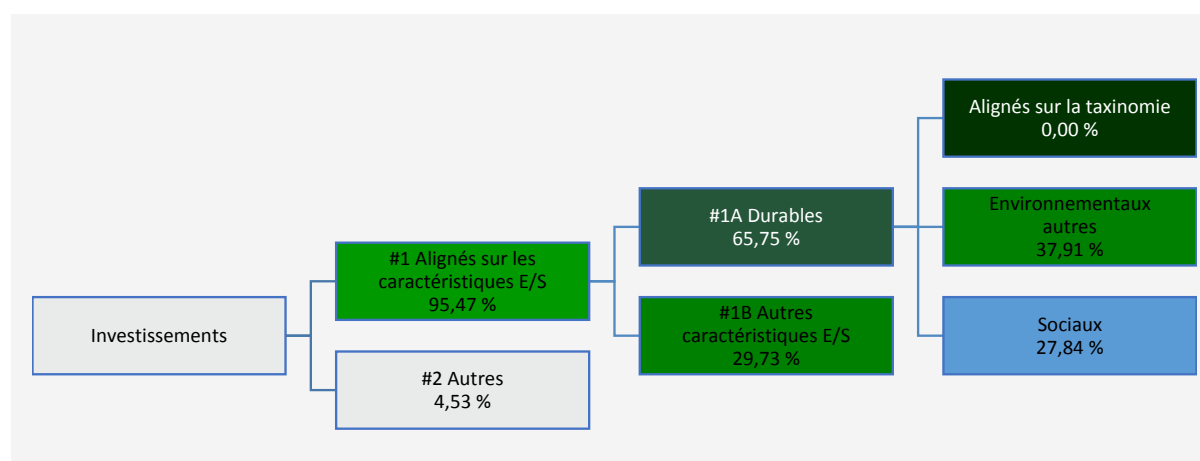 Investissements
#1 Alignés sur les
caractéristiques E/S
95,47 %
#2 Autres
4,53 %
#1A Durables
65,75 %
#1B Autres
caractéristiques E/S
29,73 %
Alignés sur la taxinomie
0,00 %
Environnementaux
autres
37,91 %
Sociaux
27,84 %